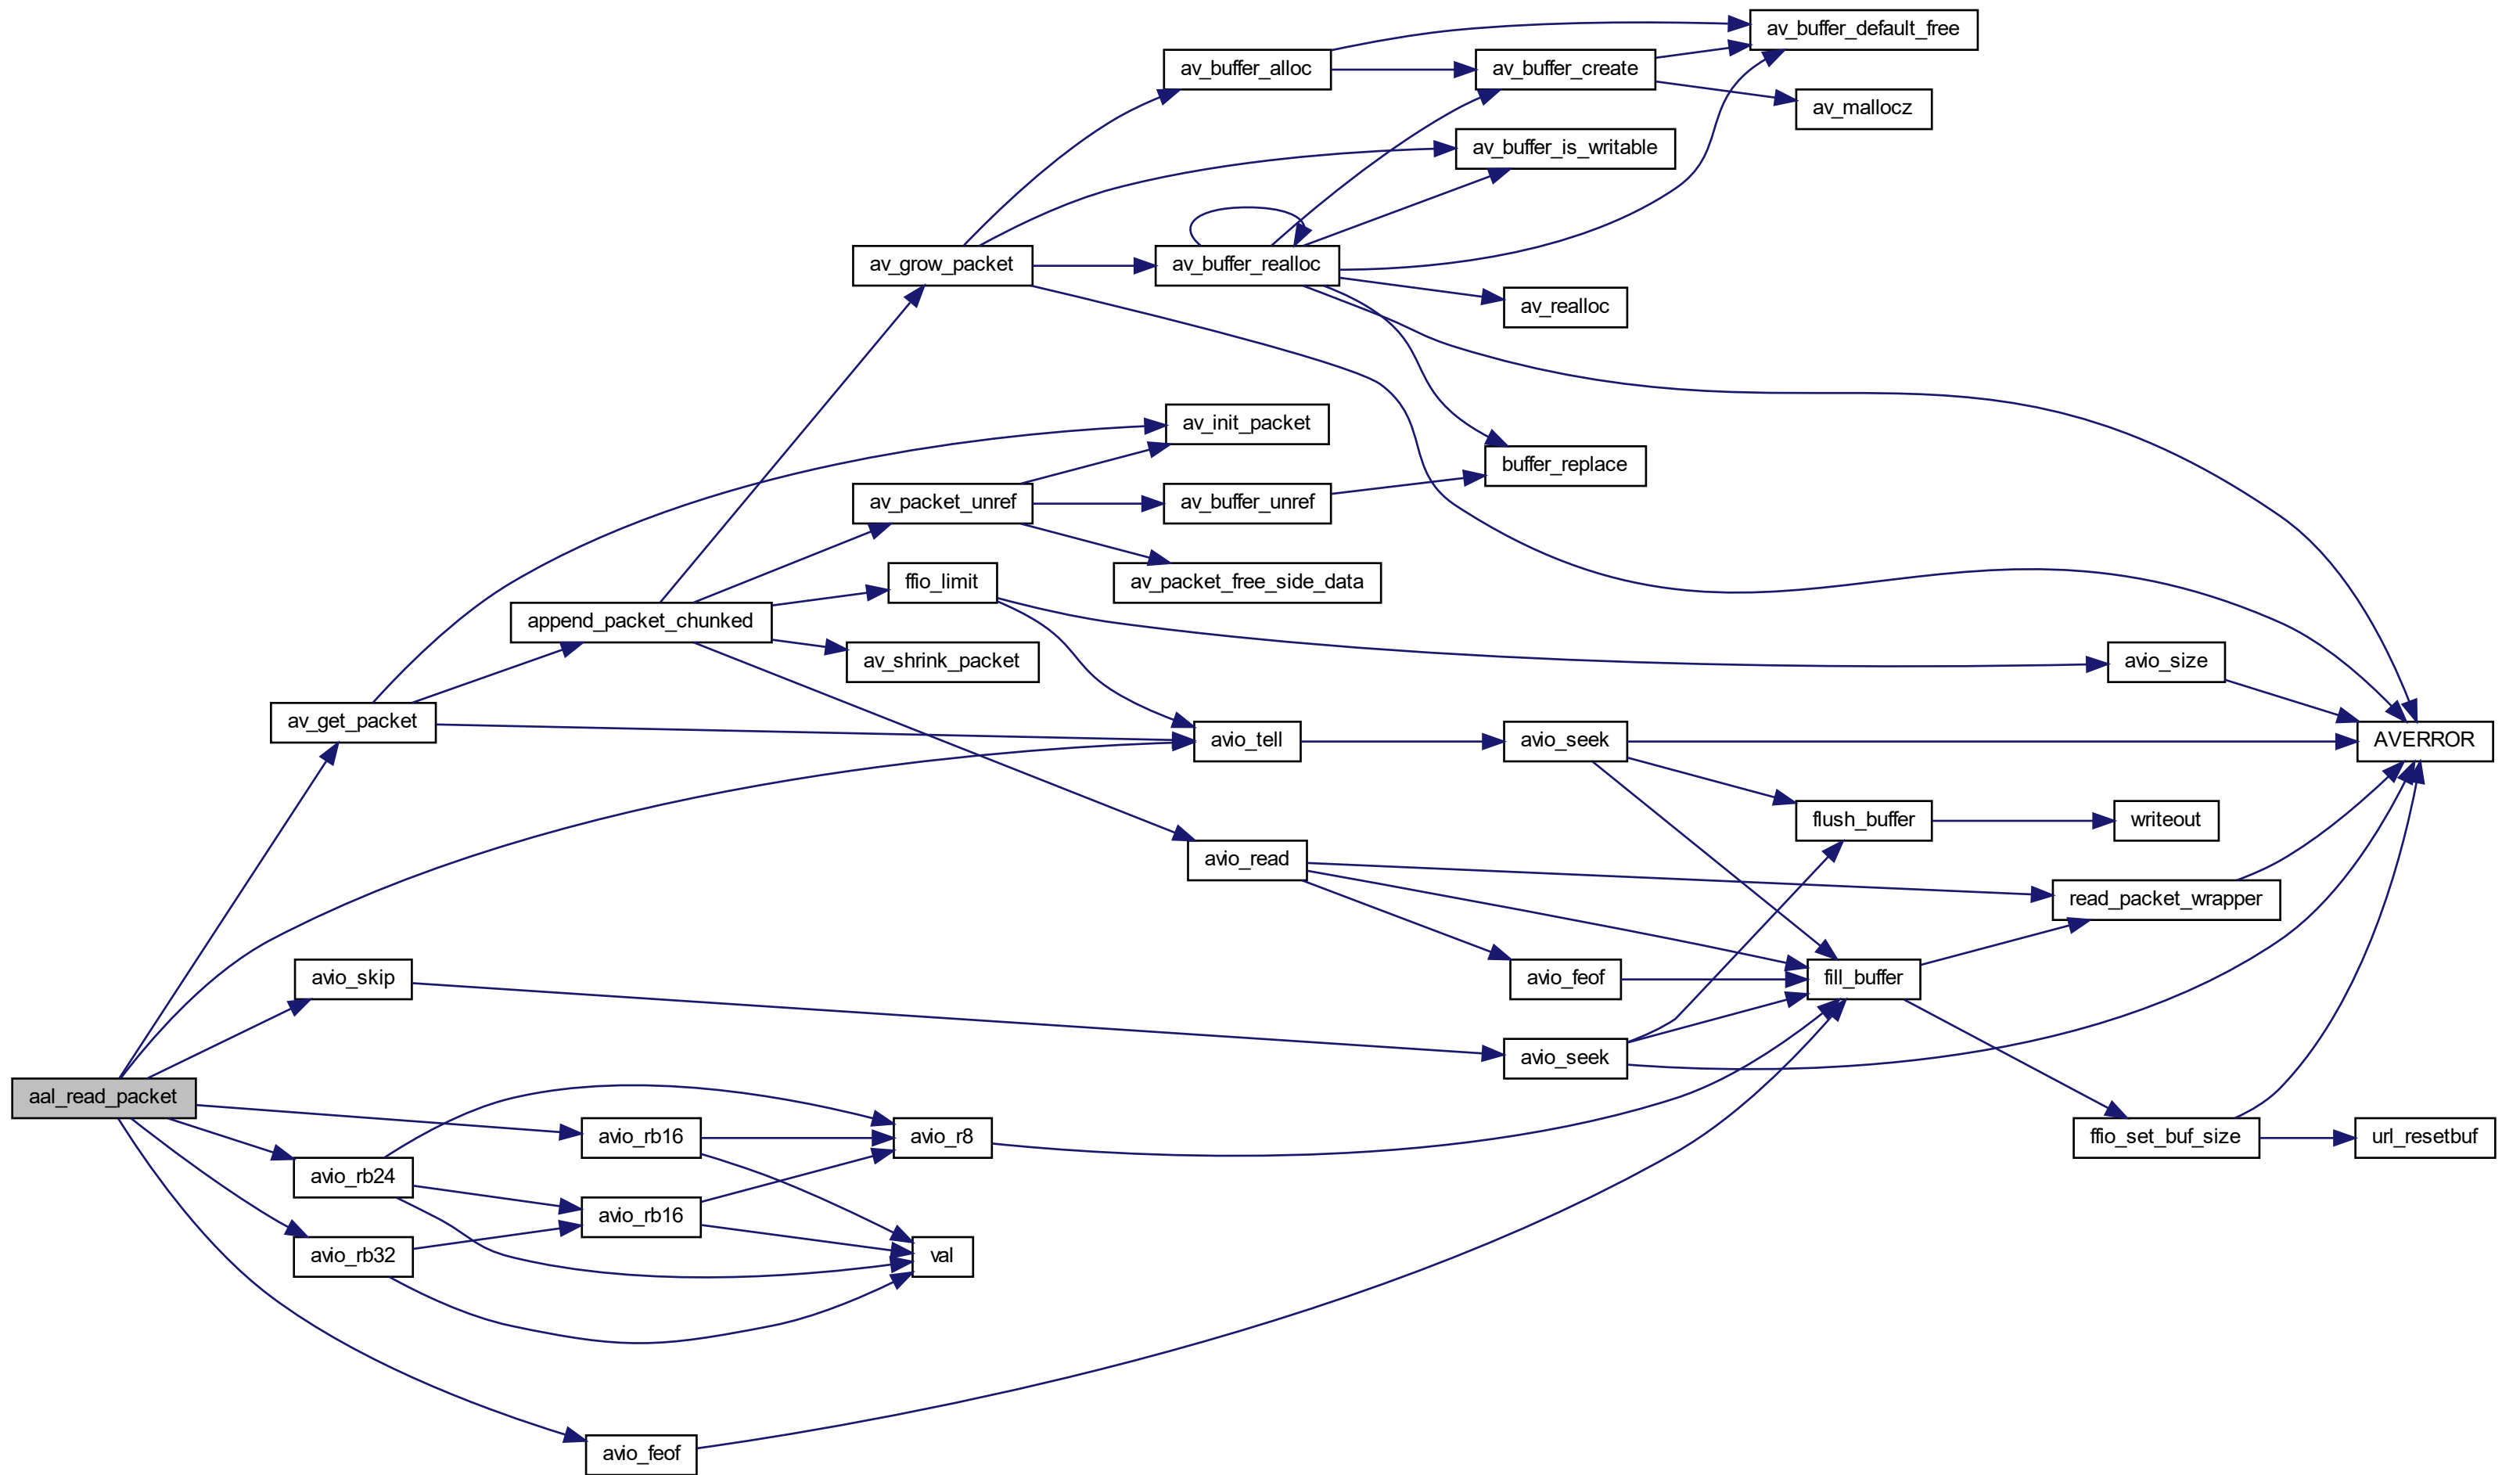 av_buffer_default_free
av_buffer_alloc
av_buffer_create
av_mallocz
av_buffer_is_writable
av_grow_packet
av_buffer_realloc
av_realloc
av_init_packet
buffer_replace
av_packet_unref
av_buffer_unref
ffio_limit
av_packet_free_side_data
append_packet_chunked
av_shrink_packet
avio_size
av_get_packet
avio_tell
avio_seek
AVERROR
flush_buffer
writeout
avio_read
read_packet_wrapper
avio_skip
avio_feof
fill_buffer
avio_seek
aal_read_packet
avio_rb16
avio_r8
ffio_set_buf_size
url_resetbuf
avio_rb24
avio_rb16
avio_rb32
val
avio_feof